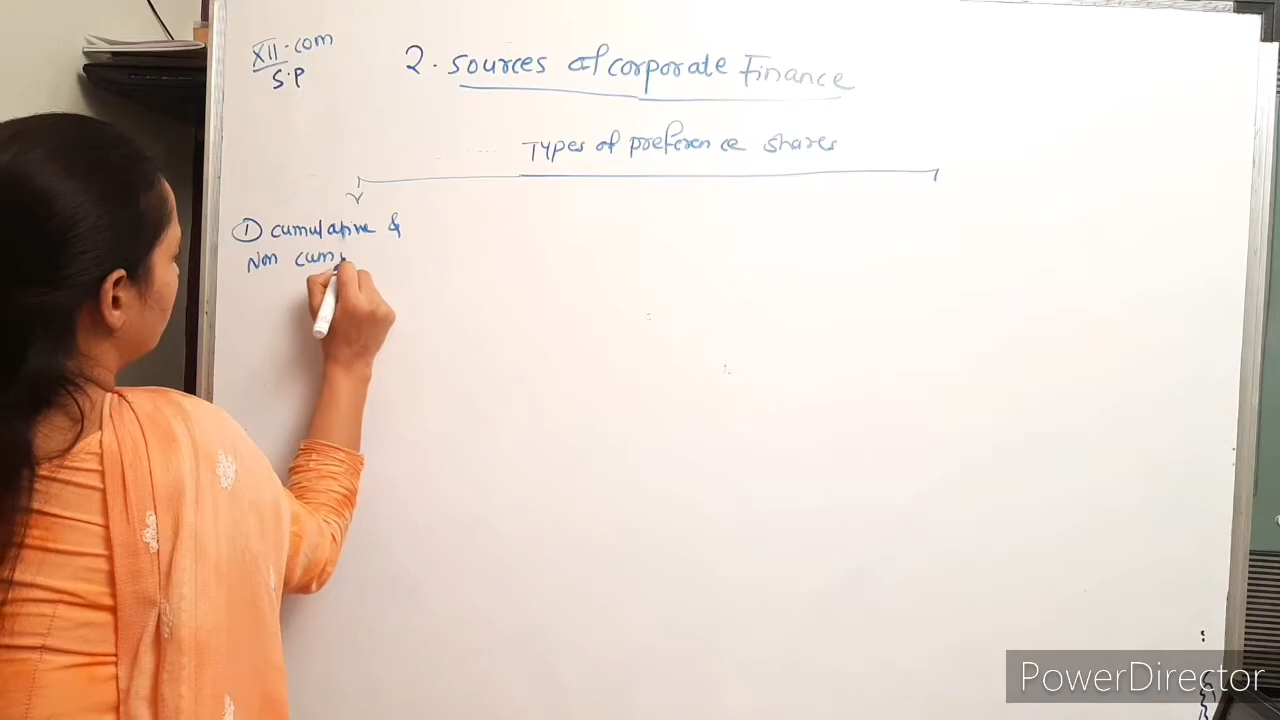 XII-com
S.P
2. Sources of corporate Finance
Types of preference shares
① cumulative &
Non cum
PowerDirector